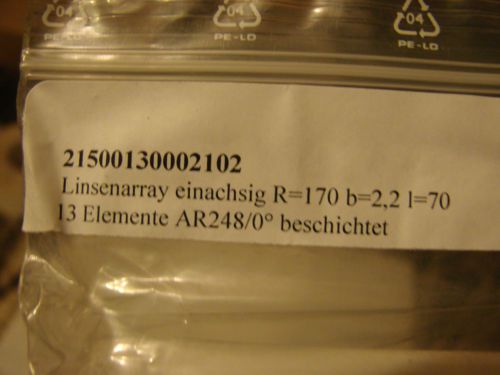 04 04 04
PE-LD PE-LD PE-LD
21500130002102
Linsenarray einachsig R=170 b=2,2 l=70
13 Elemente AR248/0° beschichtet